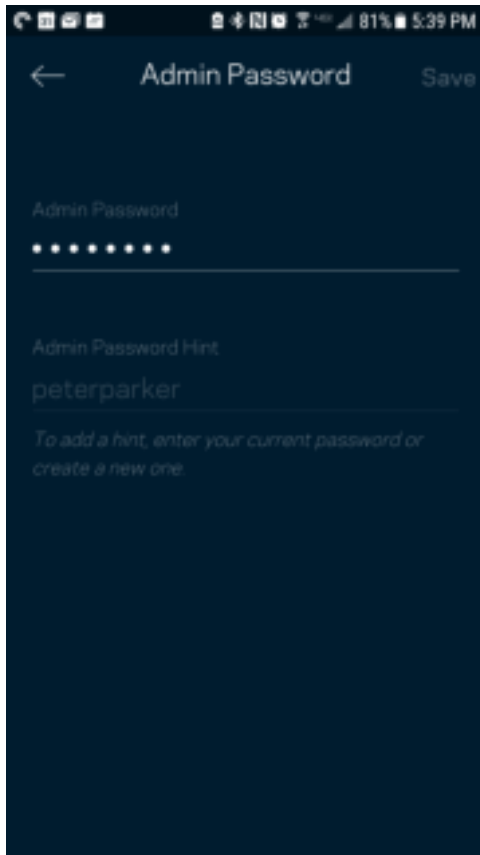 81% 5:39 PM
Admin Password Save
Admin Password
••••••••
Admin Password Hint
peterparker
To add a hint, enter your current password or
create a new one.